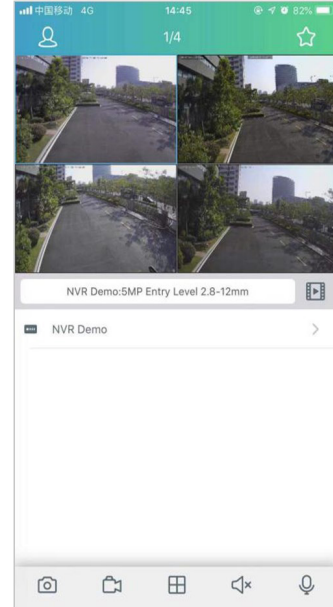 中国移动 4G 14:45 82%
1/4
NVR Demo:5MP Entry Level 2.8-12mm
NVR Demo